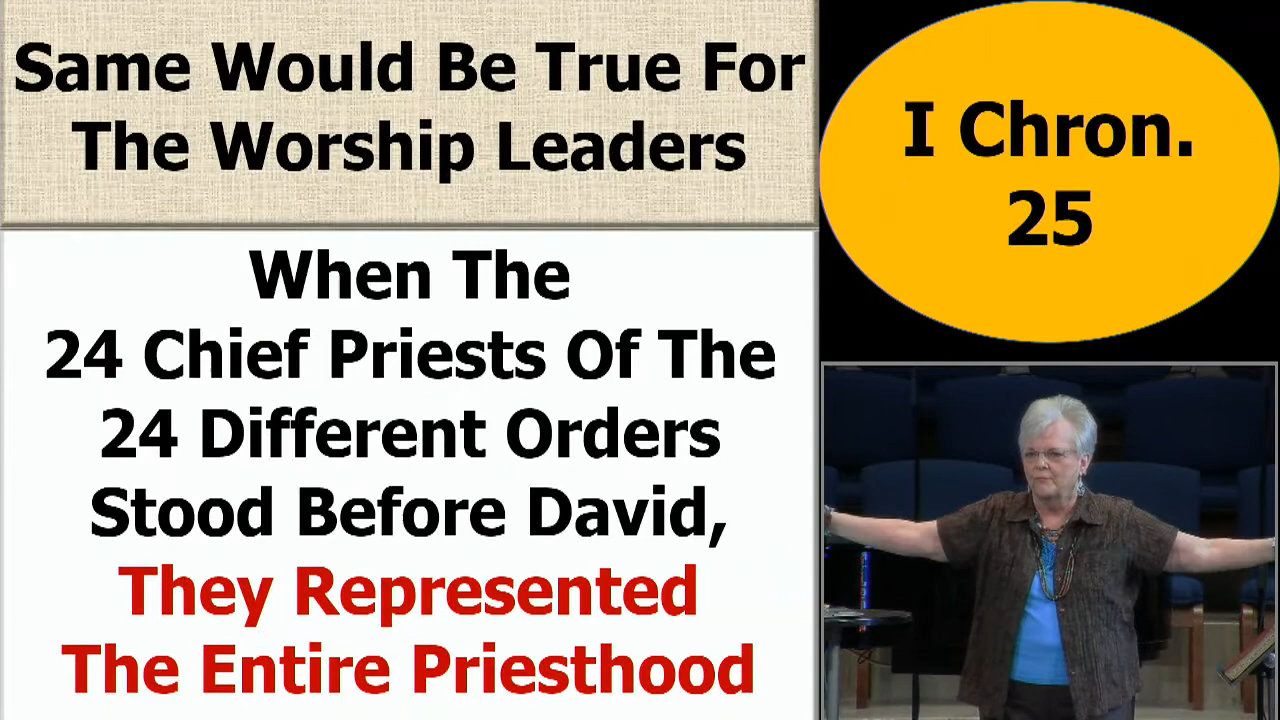 Same Would Be True For
The Worship Leaders
I Chron.
25
When The
24 Chief Priests Of The
24 Different Orders
Stood Before David,
They Represented
The Entire Priesthood